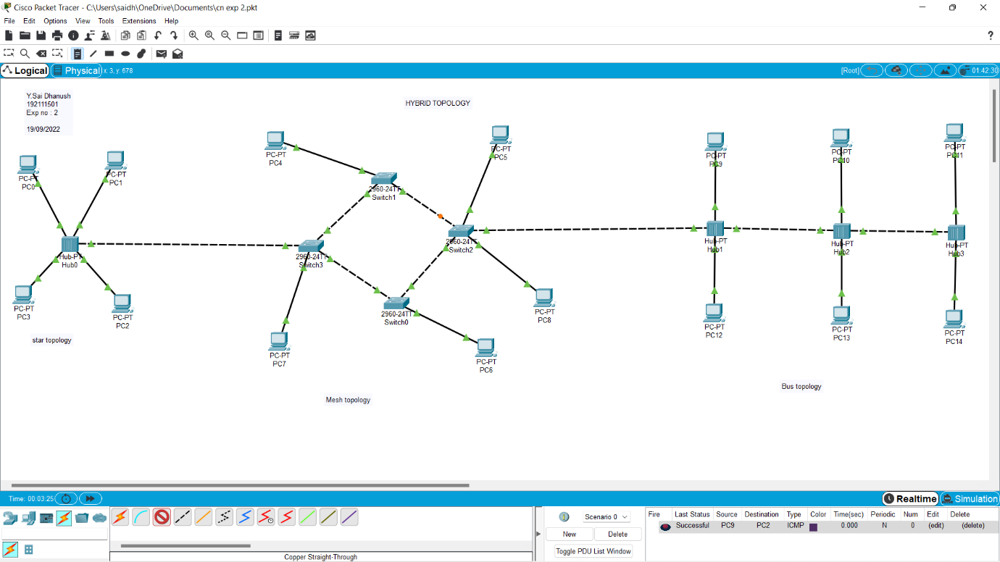 Cisco Packet Tracer - C:\Users\saidh\OneDrive\Documents\cn exp 2.pkt
File Edit Options View Tools Extensions Help
Logical Physical x: 3, y: 678 [Root] 01:42:30
Y.Sai Dhanush
192111501
Exp no : 2
19/09/2022
HYBRID TOPOLOGY
PC-PT
PC0
PC-PT
PC1
Hub-PT
Hub0
PC-PT
PC3
PC-PT
PC2
star topology
PC-PT
PC4
PC-PT
PC5
2960-24TT
Switch1
2960-24TT
Switch2
2960-24TT
Switch3
2960-24TT
Switch0
PC-PT
PC8
PC-PT
PC7
PC-PT
PC6
Mesh topology
PC-PT
PC9
PC-PT
PC10
PC-PT
PC11
Hub-PT
Hub1
Hub-PT
Hub2
Hub-PT
Hub3
PC-PT
PC12
PC-PT
PC13
PC-PT
PC14
Bus topology
Time: 00:03:25 Realtime Simulation
Scenario 0
New Delete
Toggle PDU List Window
Fire Last Status Source Destination Type Color Time(sec) Periodic Num Edit Delete
Successful PC9 PC2 ICMP 0.000 N 0 (edit) (delete)
Copper Straight-Through